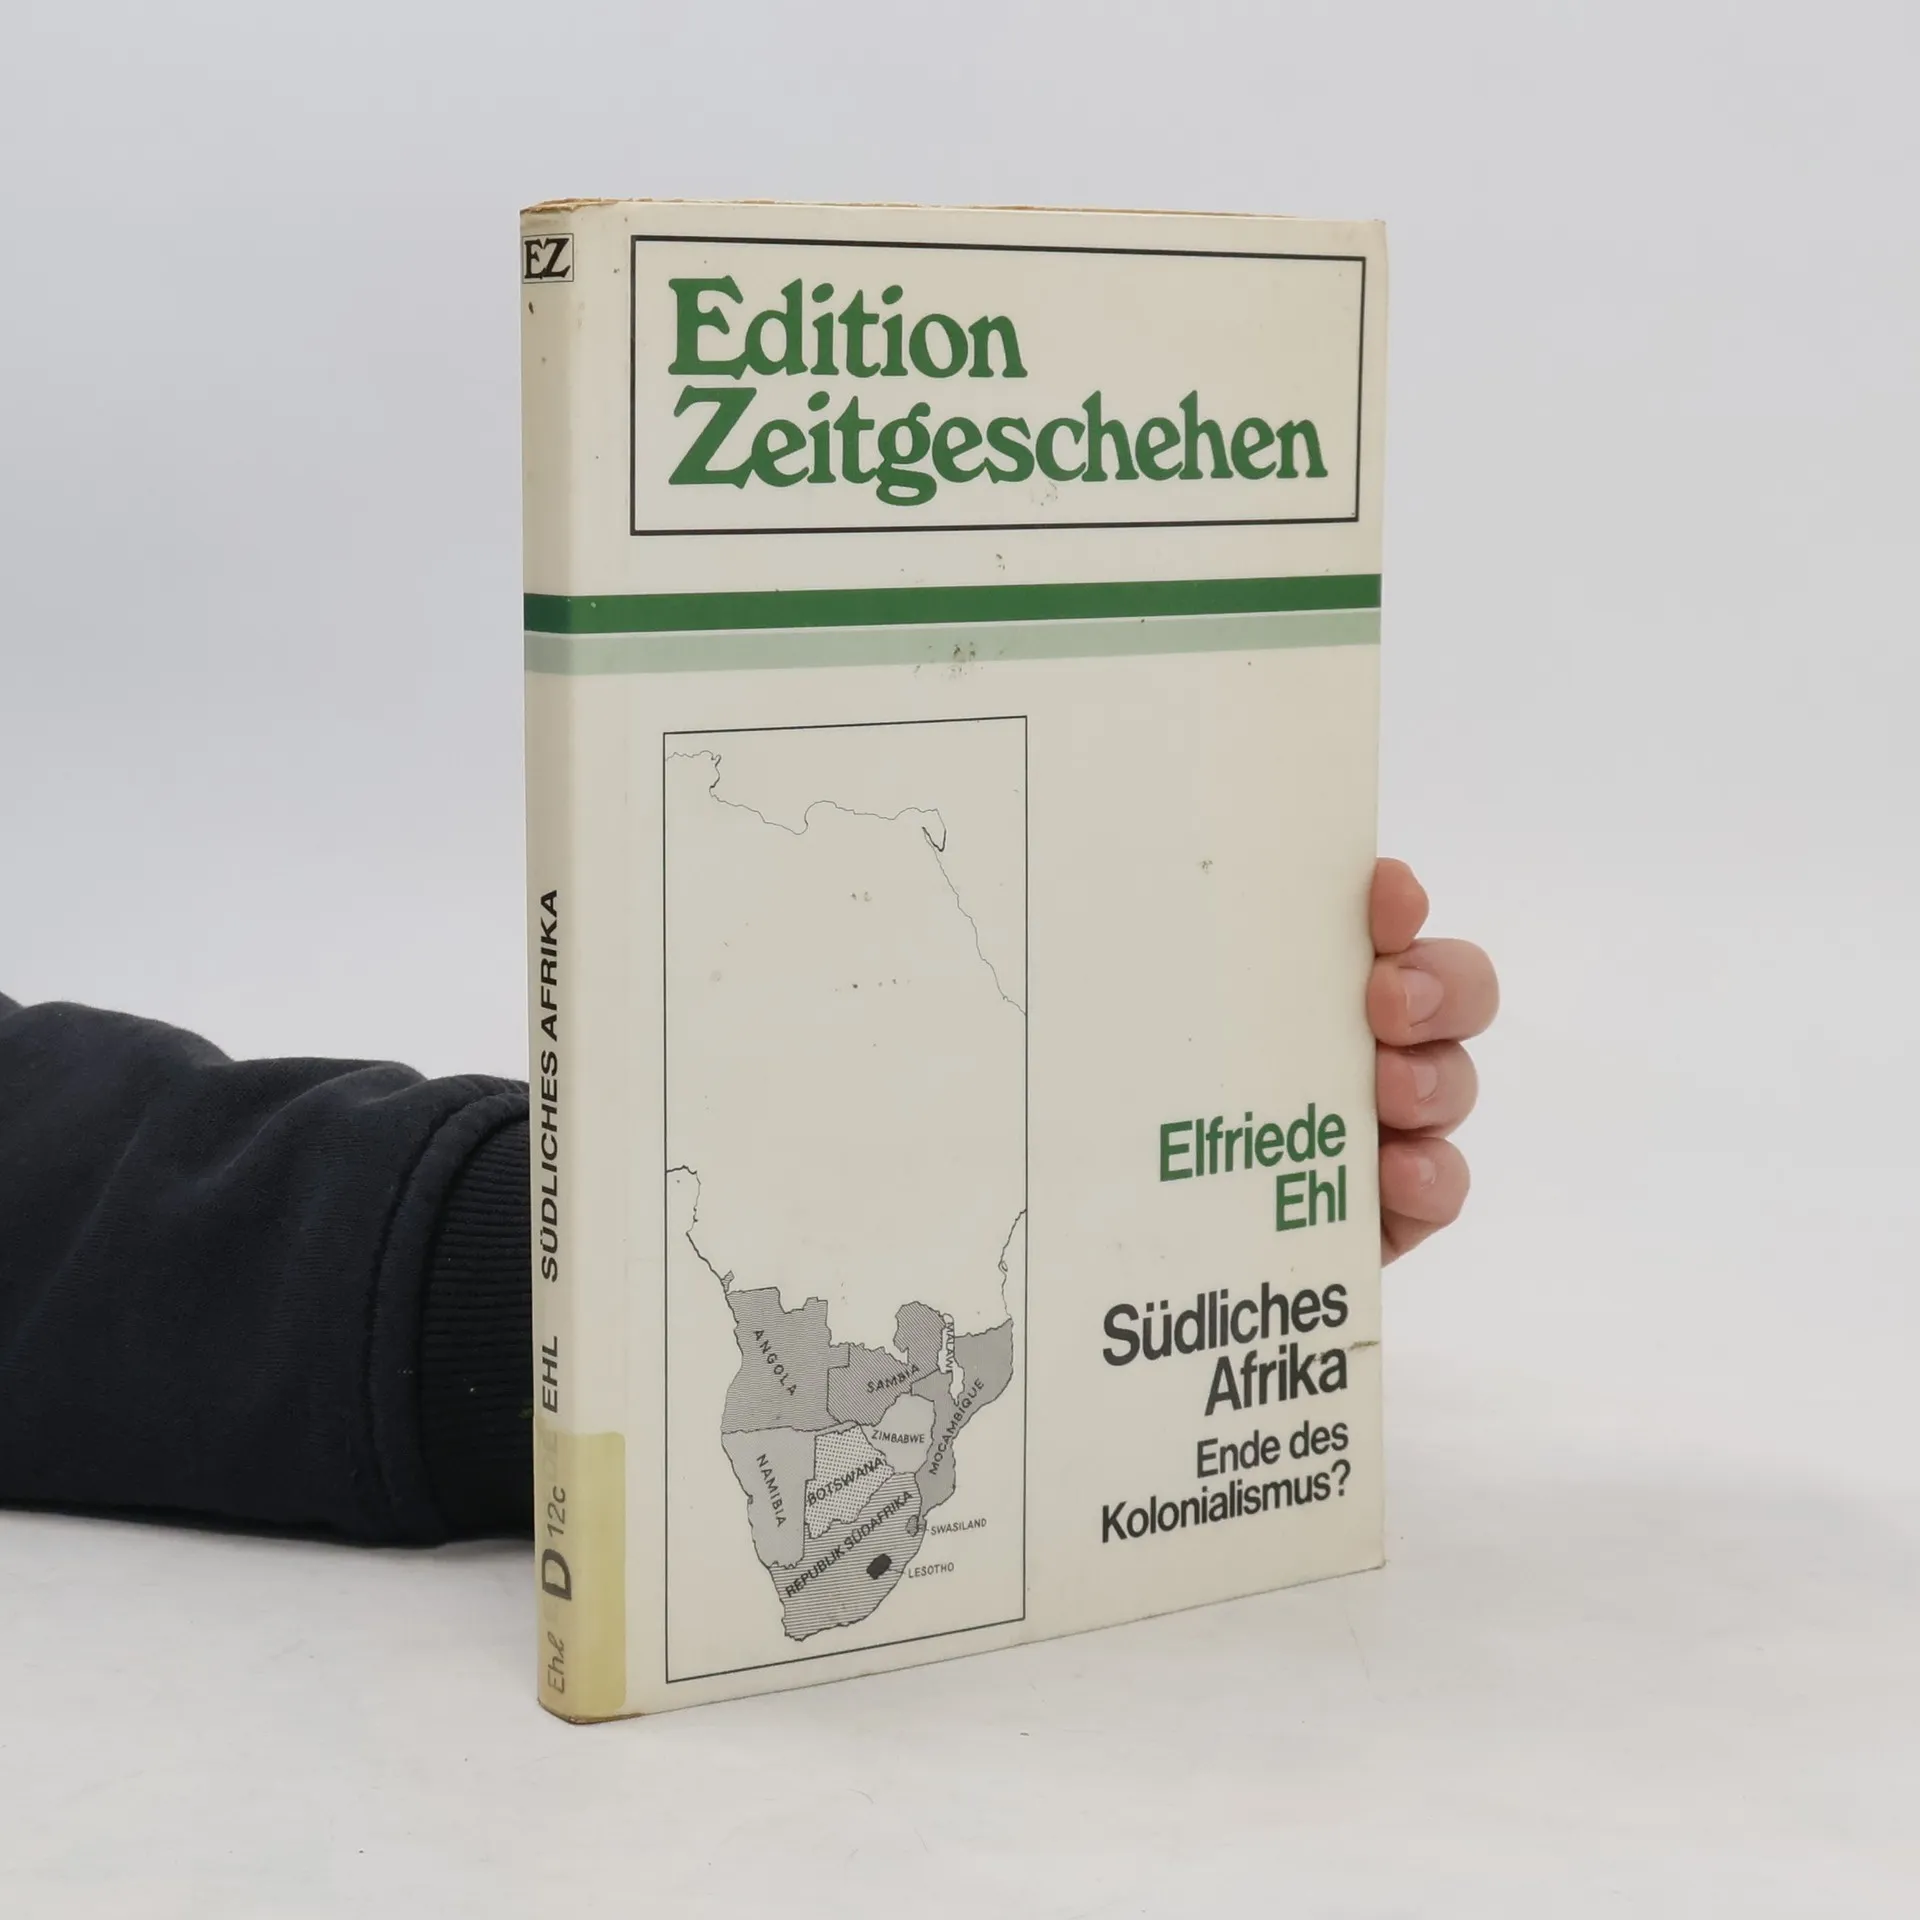 EZ
Edition
Zeitgeschehen
Elfriede
Ehl
Südliches
Afrika
Ende des
Kolonialismus?
ANGOLA
SAMBIA
MALAWI
MOCAMBIQUE
ZIMBABWE
NAMIBIA
BOTSWANA
REPUBLIK SÜDAFRIKA
SWASILAND
LESOTHO
EHL SÜDLICHES AFRIKA
D 12c
Ehl